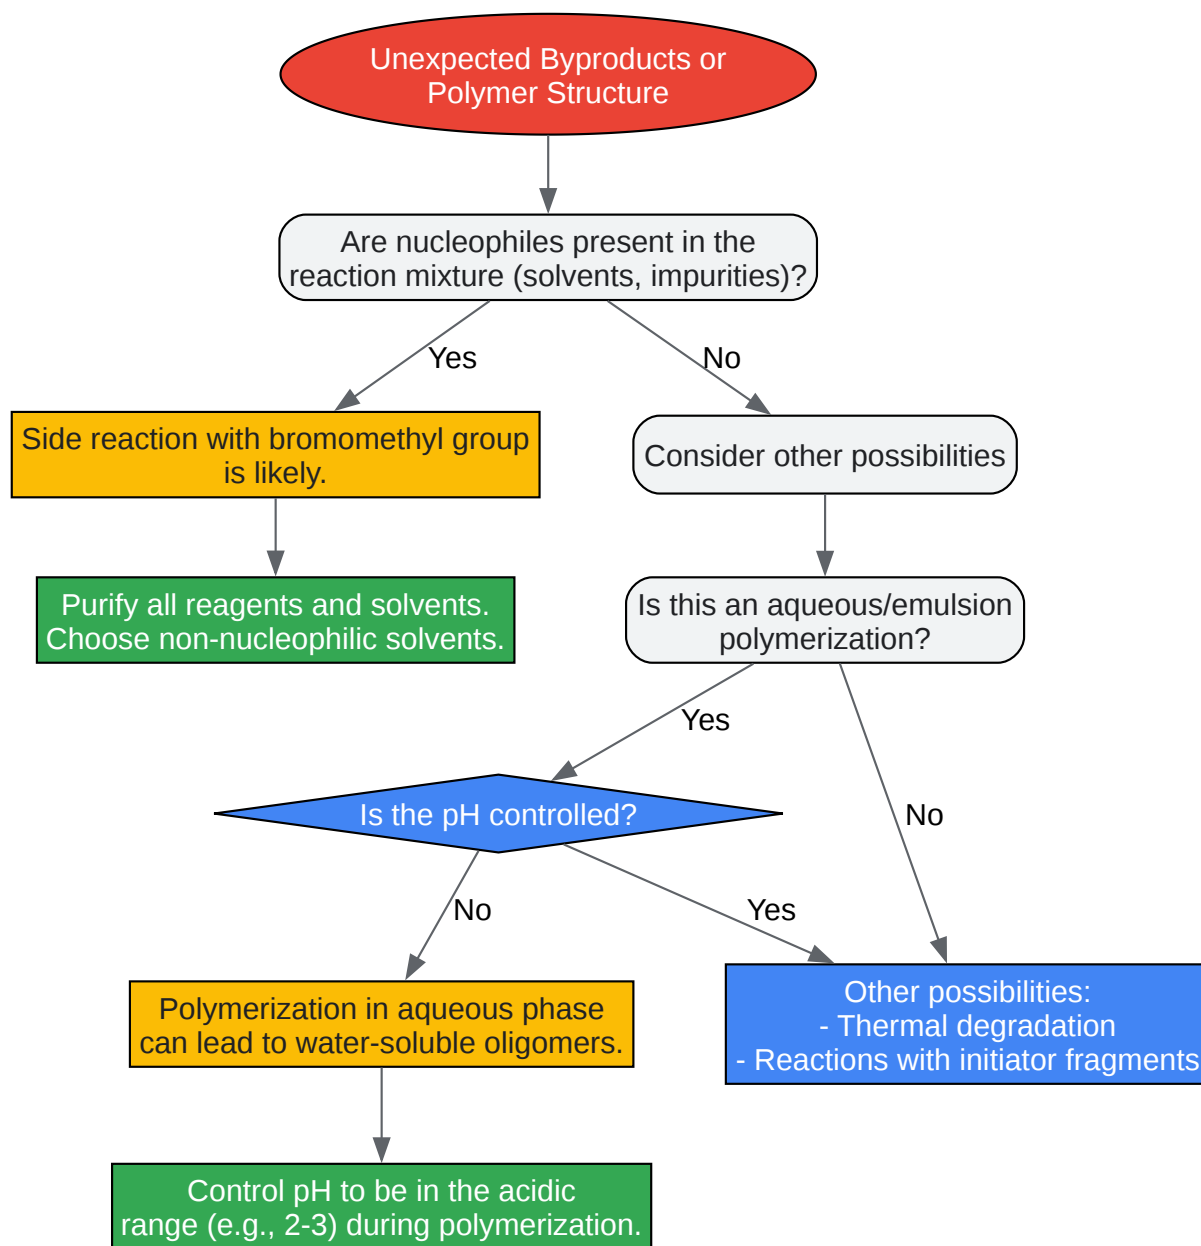 Unexpected Byproducts or
Polymer Structure
Are nucleophiles present in the
reaction mixture (solvents, impurities)?
Yes
No
Side reaction with bromomethyl group
is likely.
Consider other possibilities
Purify all reagents and solvents.
Choose non-nucleophilic solvents.
Is this an aqueous/emulsion
polymerization?
Yes
No
Is the pH controlled?
No
Yes
Polymerization in aqueous phase
can lead to water-soluble oligomers.
Other possibilities:
- Thermal degradation
- Reactions with initiator fragments
Control pH to be in the acidic
range (e.g., 2-3) during polymerization.